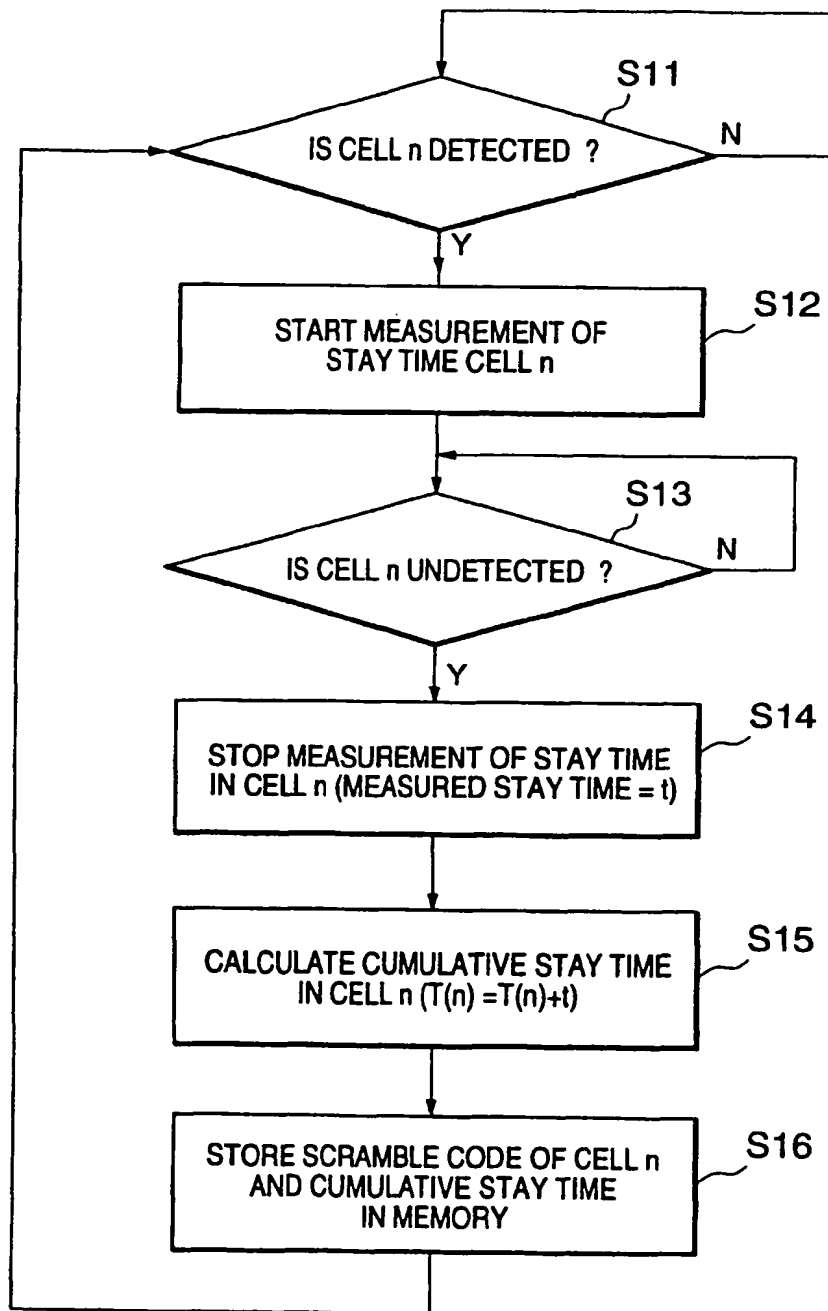 S11
IS CELL n DETECTED ?
N
Y
S12
START MEASUREMENT OF
STAY TIME CELL n
S13
IS CELL n UNDETECTED ?
N
Y
S14
STOP MEASUREMENT OF STAY TIME
IN CELL n (MEASURED STAY TIME = t)
S15
CALCULATE CUMULATIVE STAY TIME
IN CELL n (T(n) =T(n)+t)
S16
STORE SCRAMBLE CODE OF CELL n
AND CUMULATIVE STAY TIME
IN MEMORY